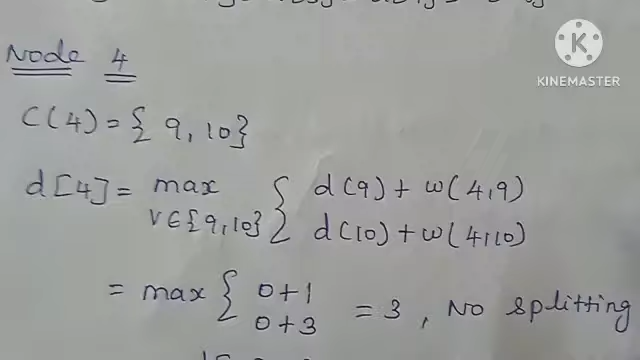 Node 4
K
KINEMASTER
C(4) = { 9, 10}
d[4] = max { d(9) + w(4,9)
V∈{9,10} d(10) + w(4,10)
= max { 0+1
0+3 = 3, No splitting